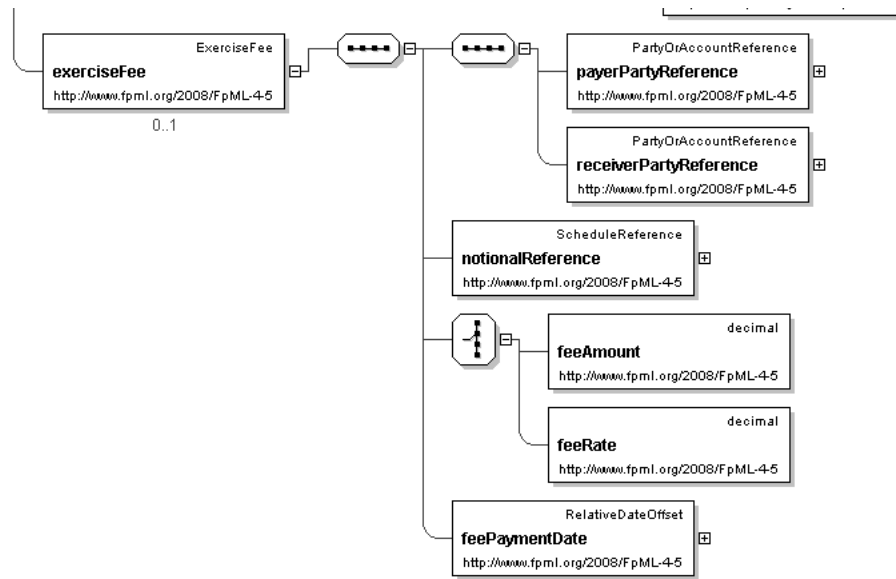 ExerciseFee
exerciseFee
http://www.fpml.org/2008/FpML-4-5
0..1
PartyOrAccountReference
payerPartyReference
http://www.fpml.org/2008/FpML-4-5
PartyOrAccountReference
receiverPartyReference
http://www.fpml.org/2008/FpML-4-5
ScheduleReference
notionalReference
http://www.fpml.org/2008/FpML-4-5
decimal
feeAmount
http://www.fpml.org/2008/FpML-4-5
decimal
feeRate
http://www.fpml.org/2008/FpML-4-5
RelativeDateOffset
feePaymentDate
http://www.fpml.org/2008/FpML-4-5